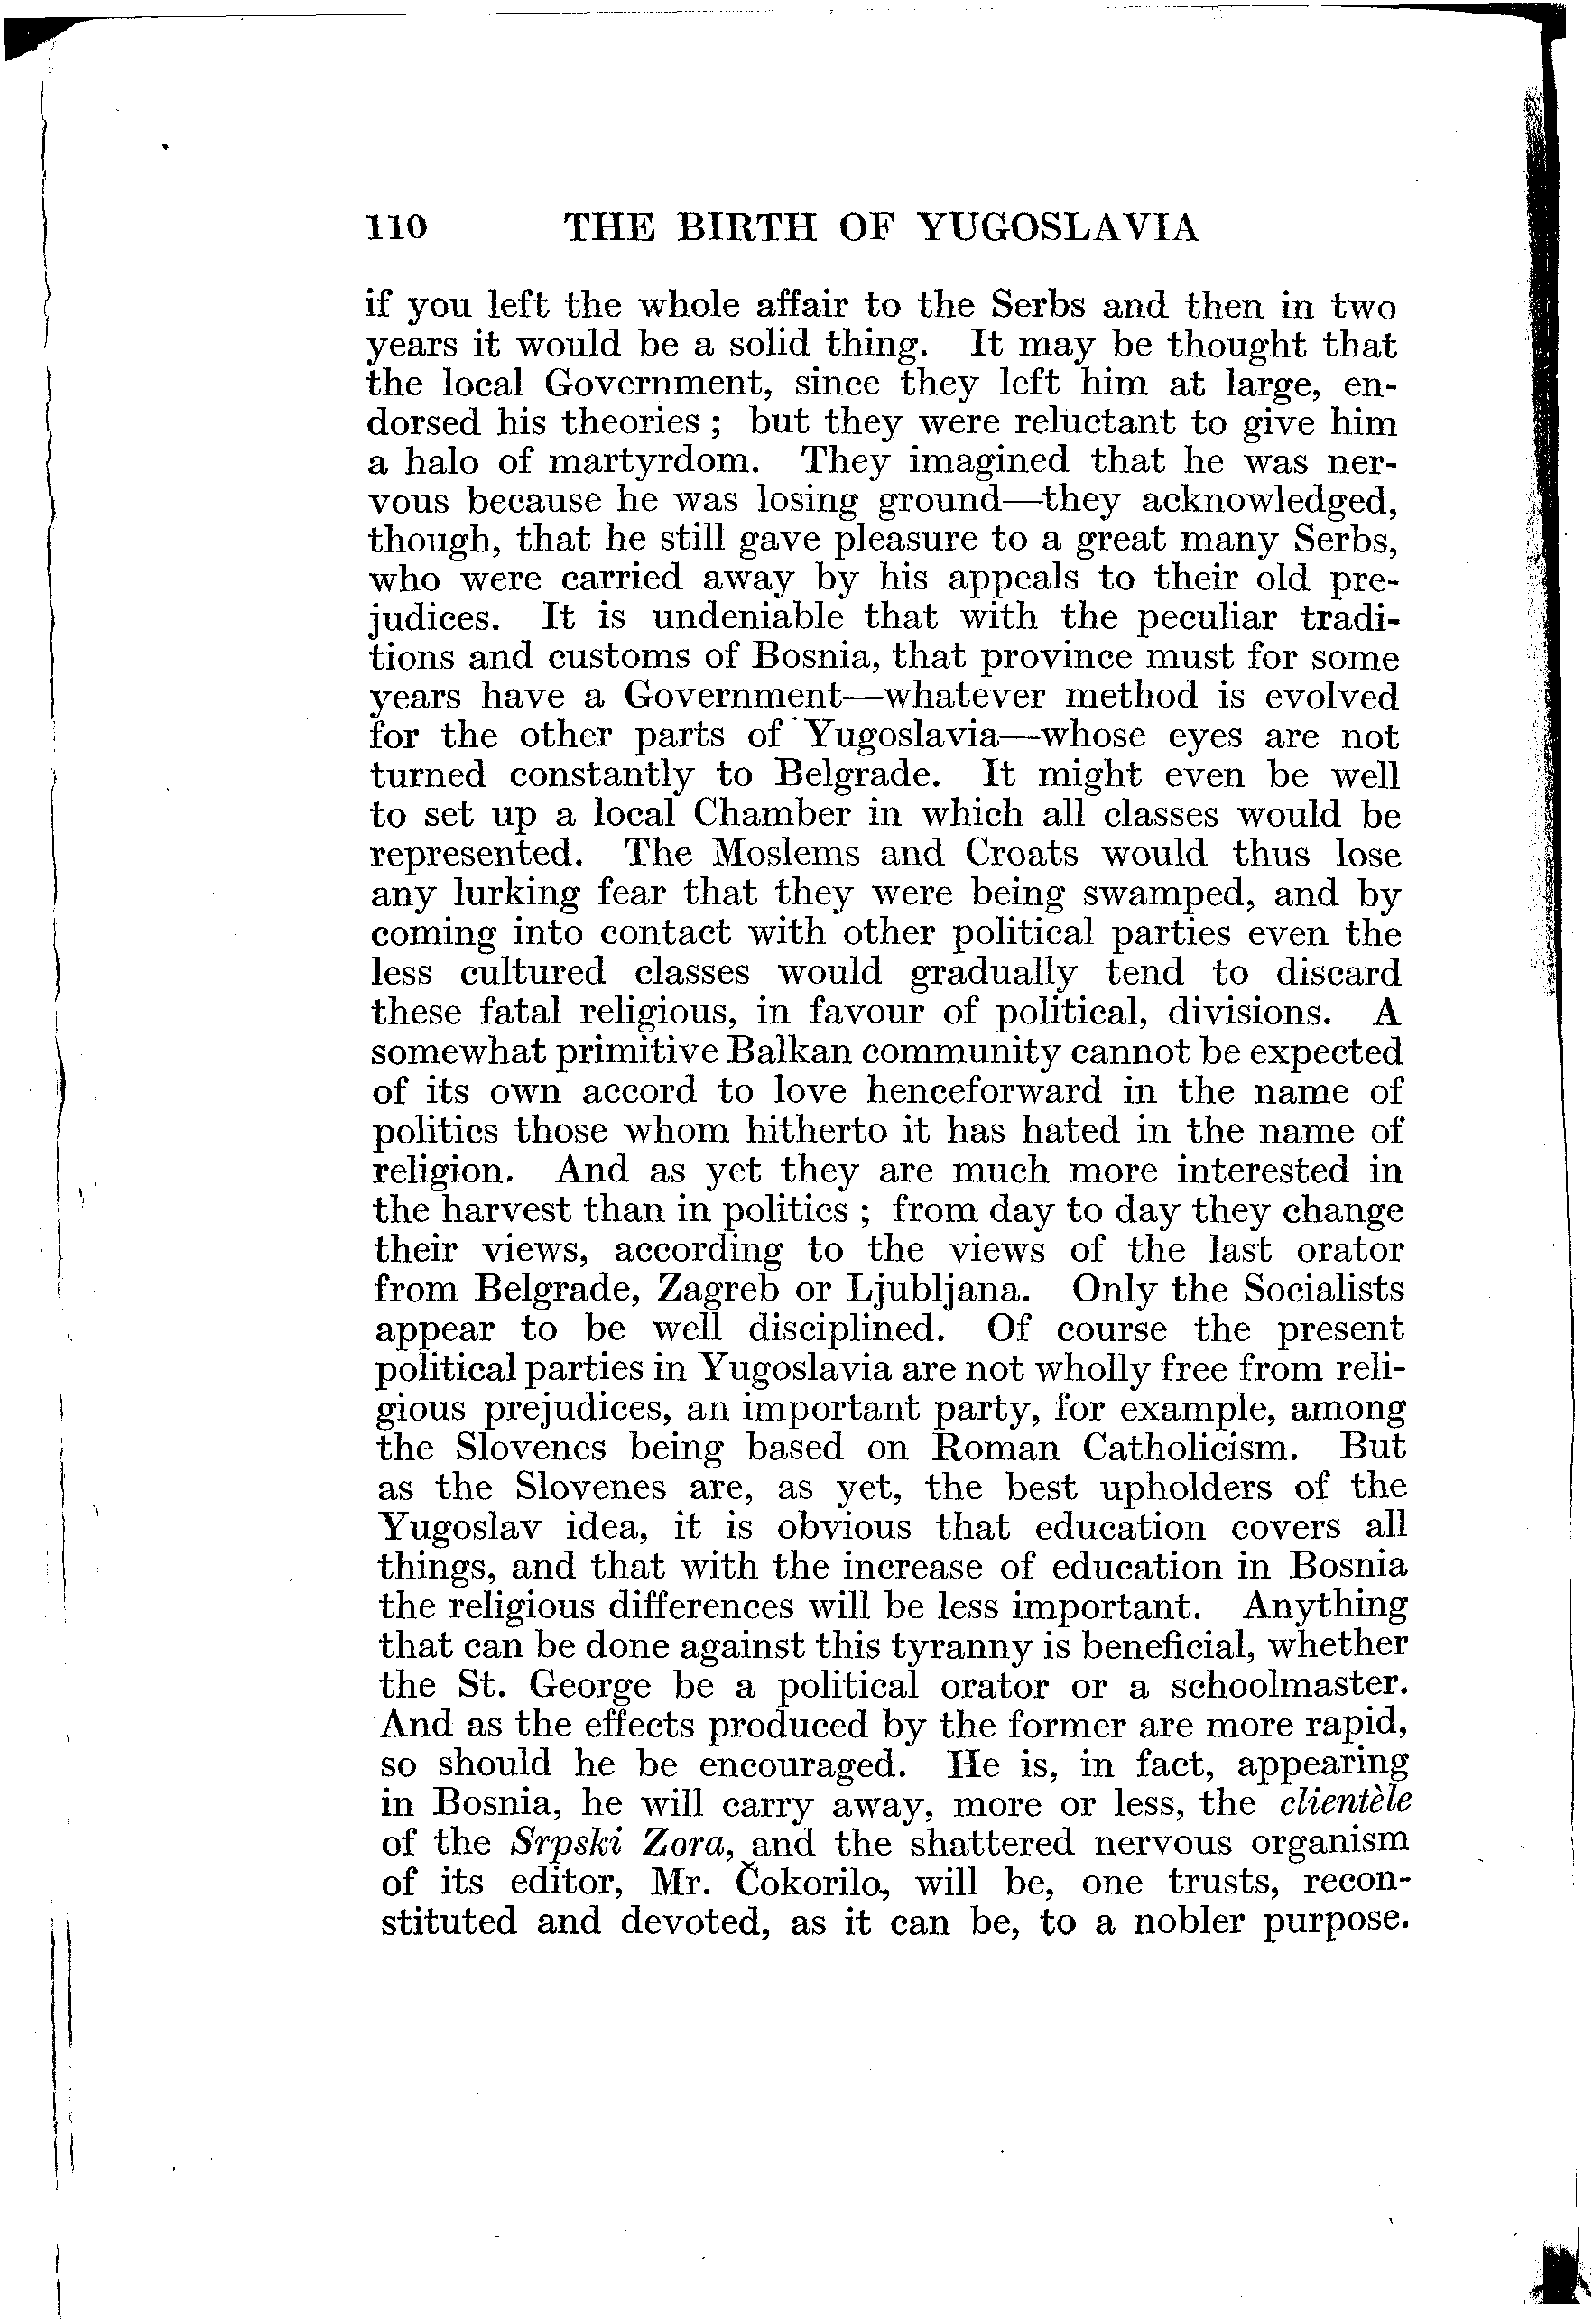 110 THE BIRTH OF YUGOSLAVIA
if you left the whole affair to the Serbs and then in two
years it would be a solid thing. It may be thought that
the local Government, since they left him at large, en-
dorsed his theories ; but they were reluctant to give him
a halo of martyrdom. They imagined that he was ner-
vous because he was losing ground—they acknowledged,
though, that he still gave pleasure to a great many Serbs,
who were carried away by his appeals to their old pre-
judices. It is undeniable that with the peculiar tradi-
tions and customs of Bosnia, that province must for some
years have a Government—whatever method is evolved
for the other parts of Yugoslavia—whose eyes are not
turned constantly to Belgrade. It might even be well
to set up a local Chamber in which all classes would be
represented. The Moslems and Croats would thus lose
any lurking fear that they were being swamped, and by
coming into contact with other political parties even the
less cultured classes would gradually tend to discard
these fatal religious, in favour of political, divisions. A
somewhat primitive Balkan community cannot be expected
of its own accord to love henceforward in the name of
politics those whom hitherto it has hated in the name of
religion. And as yet they are much more interested in
the harvest than in politics ; from day to day they change
their views, according to the views of the last orator
from Belgrade, Zagreb or Ljubljana. Only the Socialists
appear to be well disciplined. Of course the present
political parties in Yugoslavia are not wholly free from reli-
gious prejudices, an important party, for example, among
the Slovenes being based on Roman Catholicism. But
as the Slovenes are, as yet, the best upholders of the
Yugoslav idea, it is obvious that education covers all
things, and that with the increase of education in Bosnia
the religious differences will be less important. Anything
that can be done against this tyranny is beneficial, whether
the St. George be a political orator or a schoolmaster.
And as the effects produced by the former are more rapid,
so should he be encouraged. He is, in fact, appearing
in Bosnia, he will carry away, more or less, the clientèle
of the Srpski Zora, and the shattered nervous organism
of its editor, Mr. Čokorilo, will be, one trusts, recon-
stituted and devoted, as it can be, to a nobler purpose.